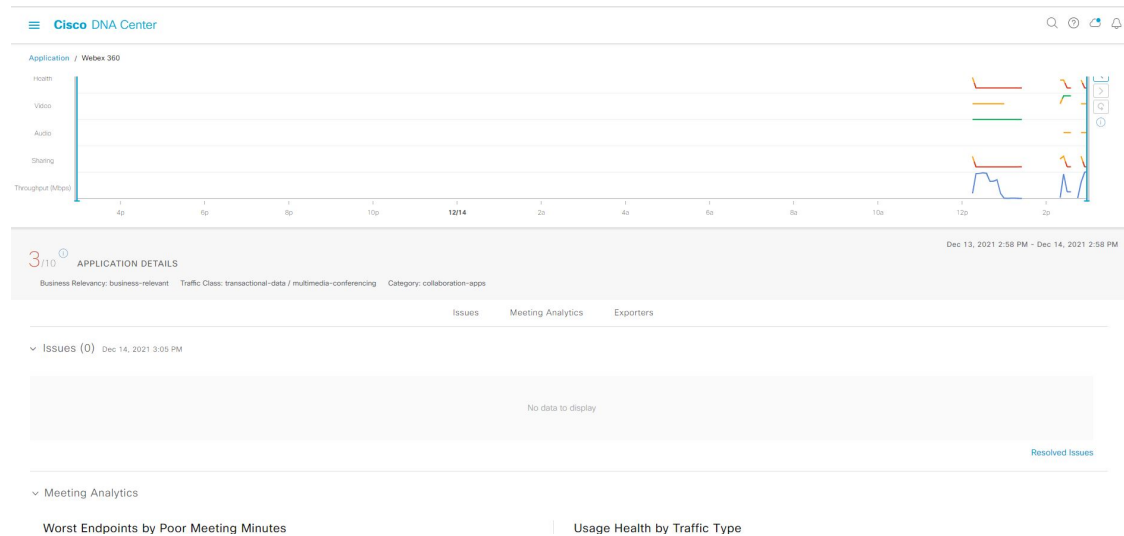 Cisco DNA Center
Application / Webex 360
Health
Video
Audio
Sharing
Throughput (Mbps)
4p 6p 8p 10p 12/14 2a 4a 6a 8a 10a 12p 2p
Dec 13, 2021 2:58 PM - Dec 14, 2021 2:58 PM
3/10 APPLICATION DETAILS
Business Relevancy: business-relevant Traffic Class: transactional-data / multimedia-conferencing Category: collaboration-apps
Issues Meeting Analytics Exporters
Issues (0) Dec 14, 2021 3:05 PM
No data to display
Resolved Issues
Meeting Analytics
Worst Endpoints by Poor Meeting Minutes Usage Health by Traffic Type